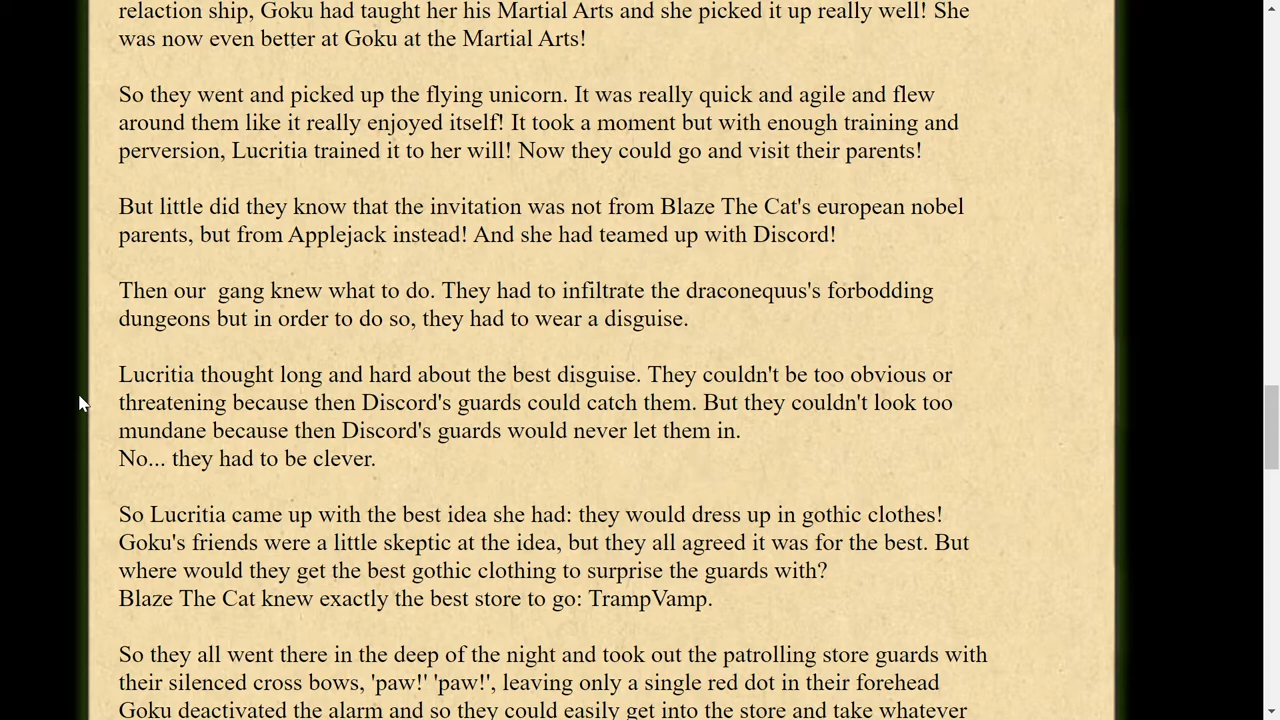 relaction ship, Goku had taught her his Martial Arts and she picked it up really well! She
was now even better at Goku at the Martial Arts!
So they went and picked up the flying unicorn. It was really quick and agile and flew
around them like it really enjoyed itself! It took a moment but with enough training and
perversion, Lucritia trained it to her will! Now they could go and visit their parents!
But little did they know that the invitation was not from Blaze The Cat's european nobel
parents, but from Applejack instead! And she had teamed up with Discord!
Then our  gang knew what to do. They had to infiltrate the draconequus's forbodding
dungeons but in order to do so, they had to wear a disguise.
Lucritia thought long and hard about the best disguise. They couldn't be too obvious or
threatening because then Discord's guards could catch them. But they couldn't look too
mundane because then Discord's guards would never let them in.
No... they had to be clever.
So Lucritia came up with the best idea she had: they would dress up in gothic clothes!
Goku's friends were a little skeptic at the idea, but they all agreed it was for the best. But
where would they get the best gothic clothing to surprise the guards with?
Blaze The Cat knew exactly the best store to go: TrampVamp.
So they all went there in the deep of the night and took out the patrolling store guards with
their silenced cross bows, 'paw!' 'paw!', leaving only a single red dot in their forehead
Goku deactivated the alarm and so they could easily get into the store and take whatever